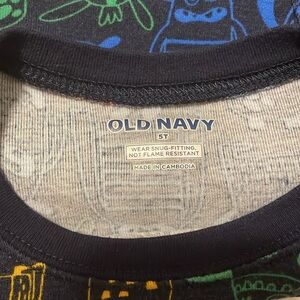 OLD NAVY
5T
WEAR SNUG-FITTING,
NOT FLAME RESISTANT
MADE IN CAMBODIA